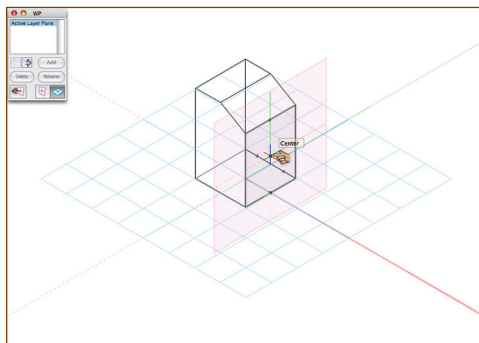 WP
Active Layer Plane
Add
Delete
Rename
Center